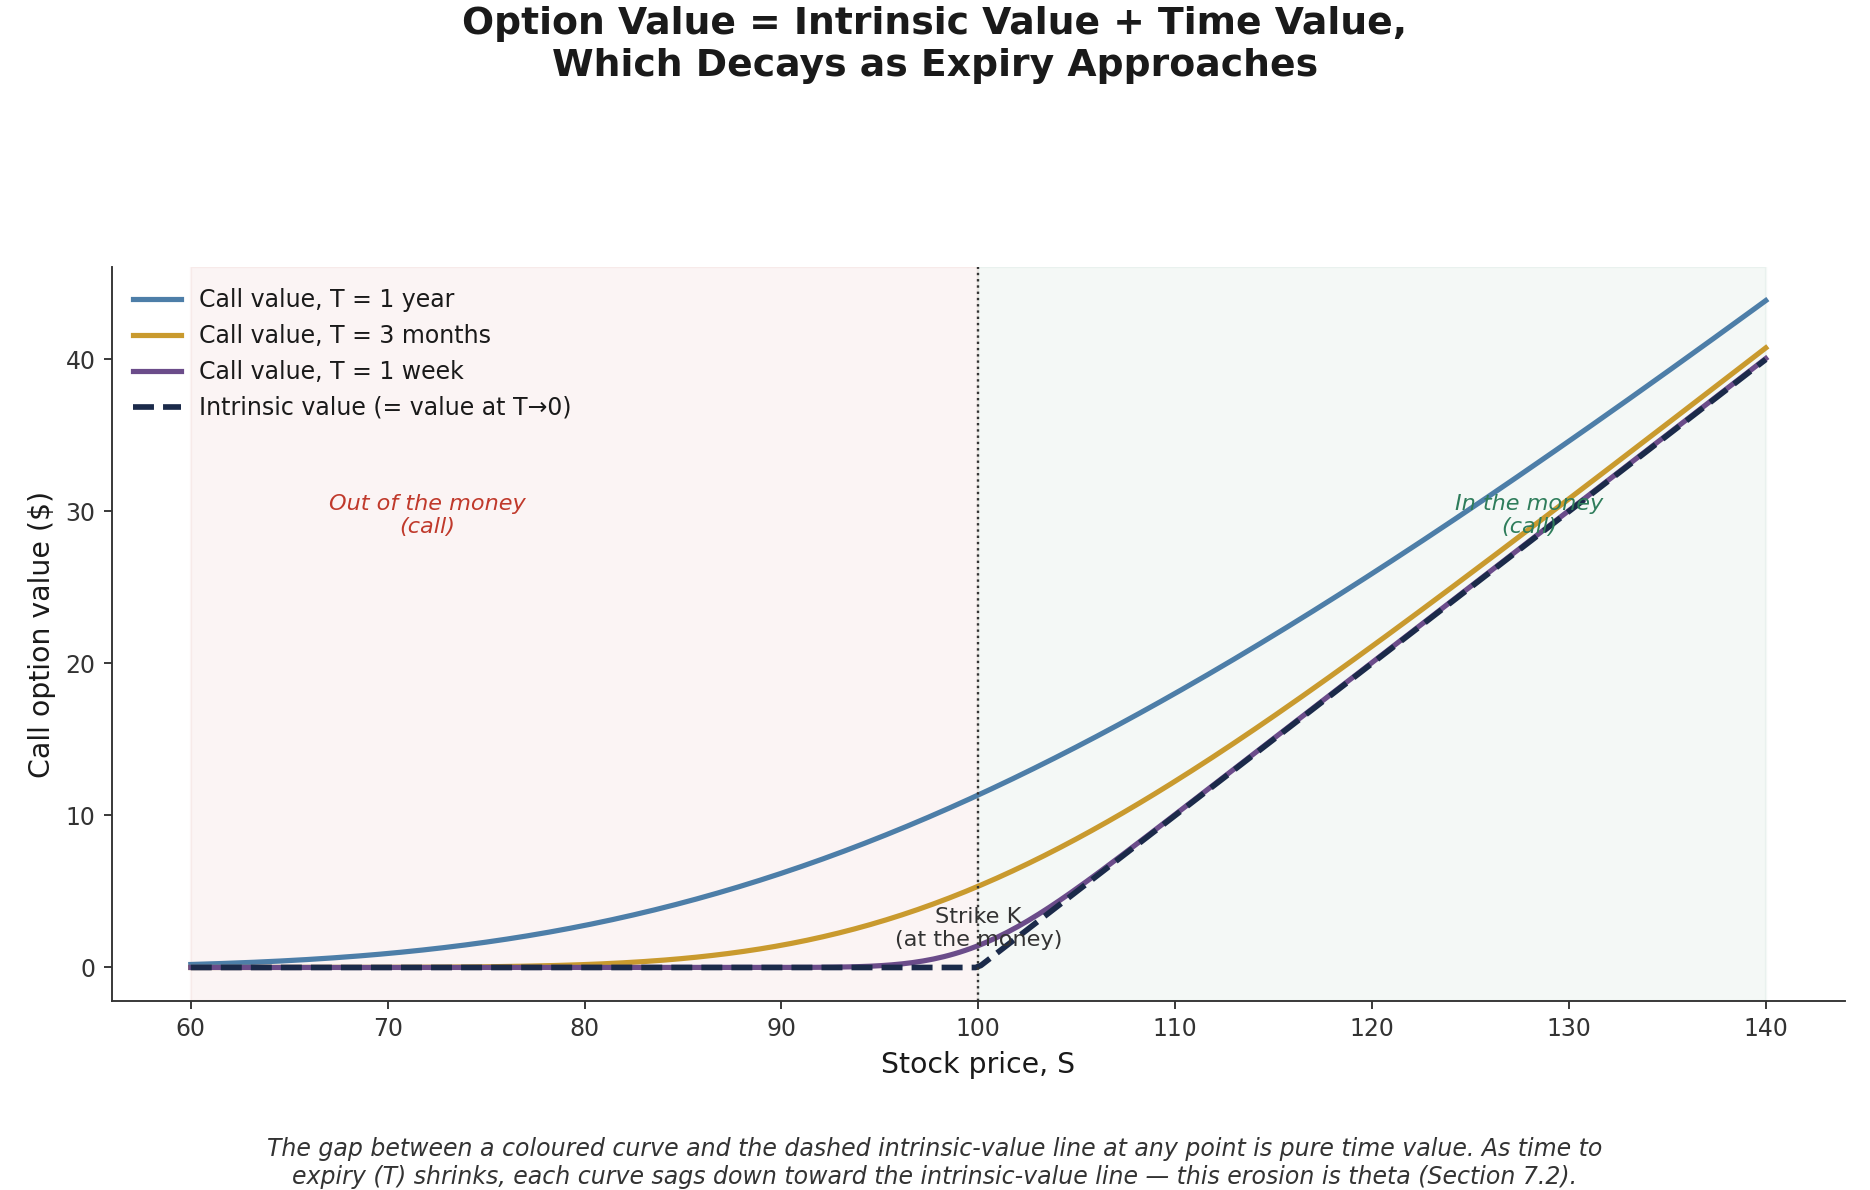 Option Value = Intrinsic Value + Time Value,
Which Decays as Expiry Approaches
Call value, T = 1 year
Call value, T = 3 months
Call value, T = 1 week
Intrinsic value (= value at T→0)
Out of the money
(call)
In the money
(call)
Strike K
(at the money)
Call option value ($)
40
30
20
10
0
60 70 80 90 100 110 120 130 140
Stock price, S
The gap between a coloured curve and the dashed intrinsic-value line at any point is pure time value. As time to
expiry (T) shrinks, each curve sags down toward the intrinsic-value line — this erosion is theta (Section 7.2).